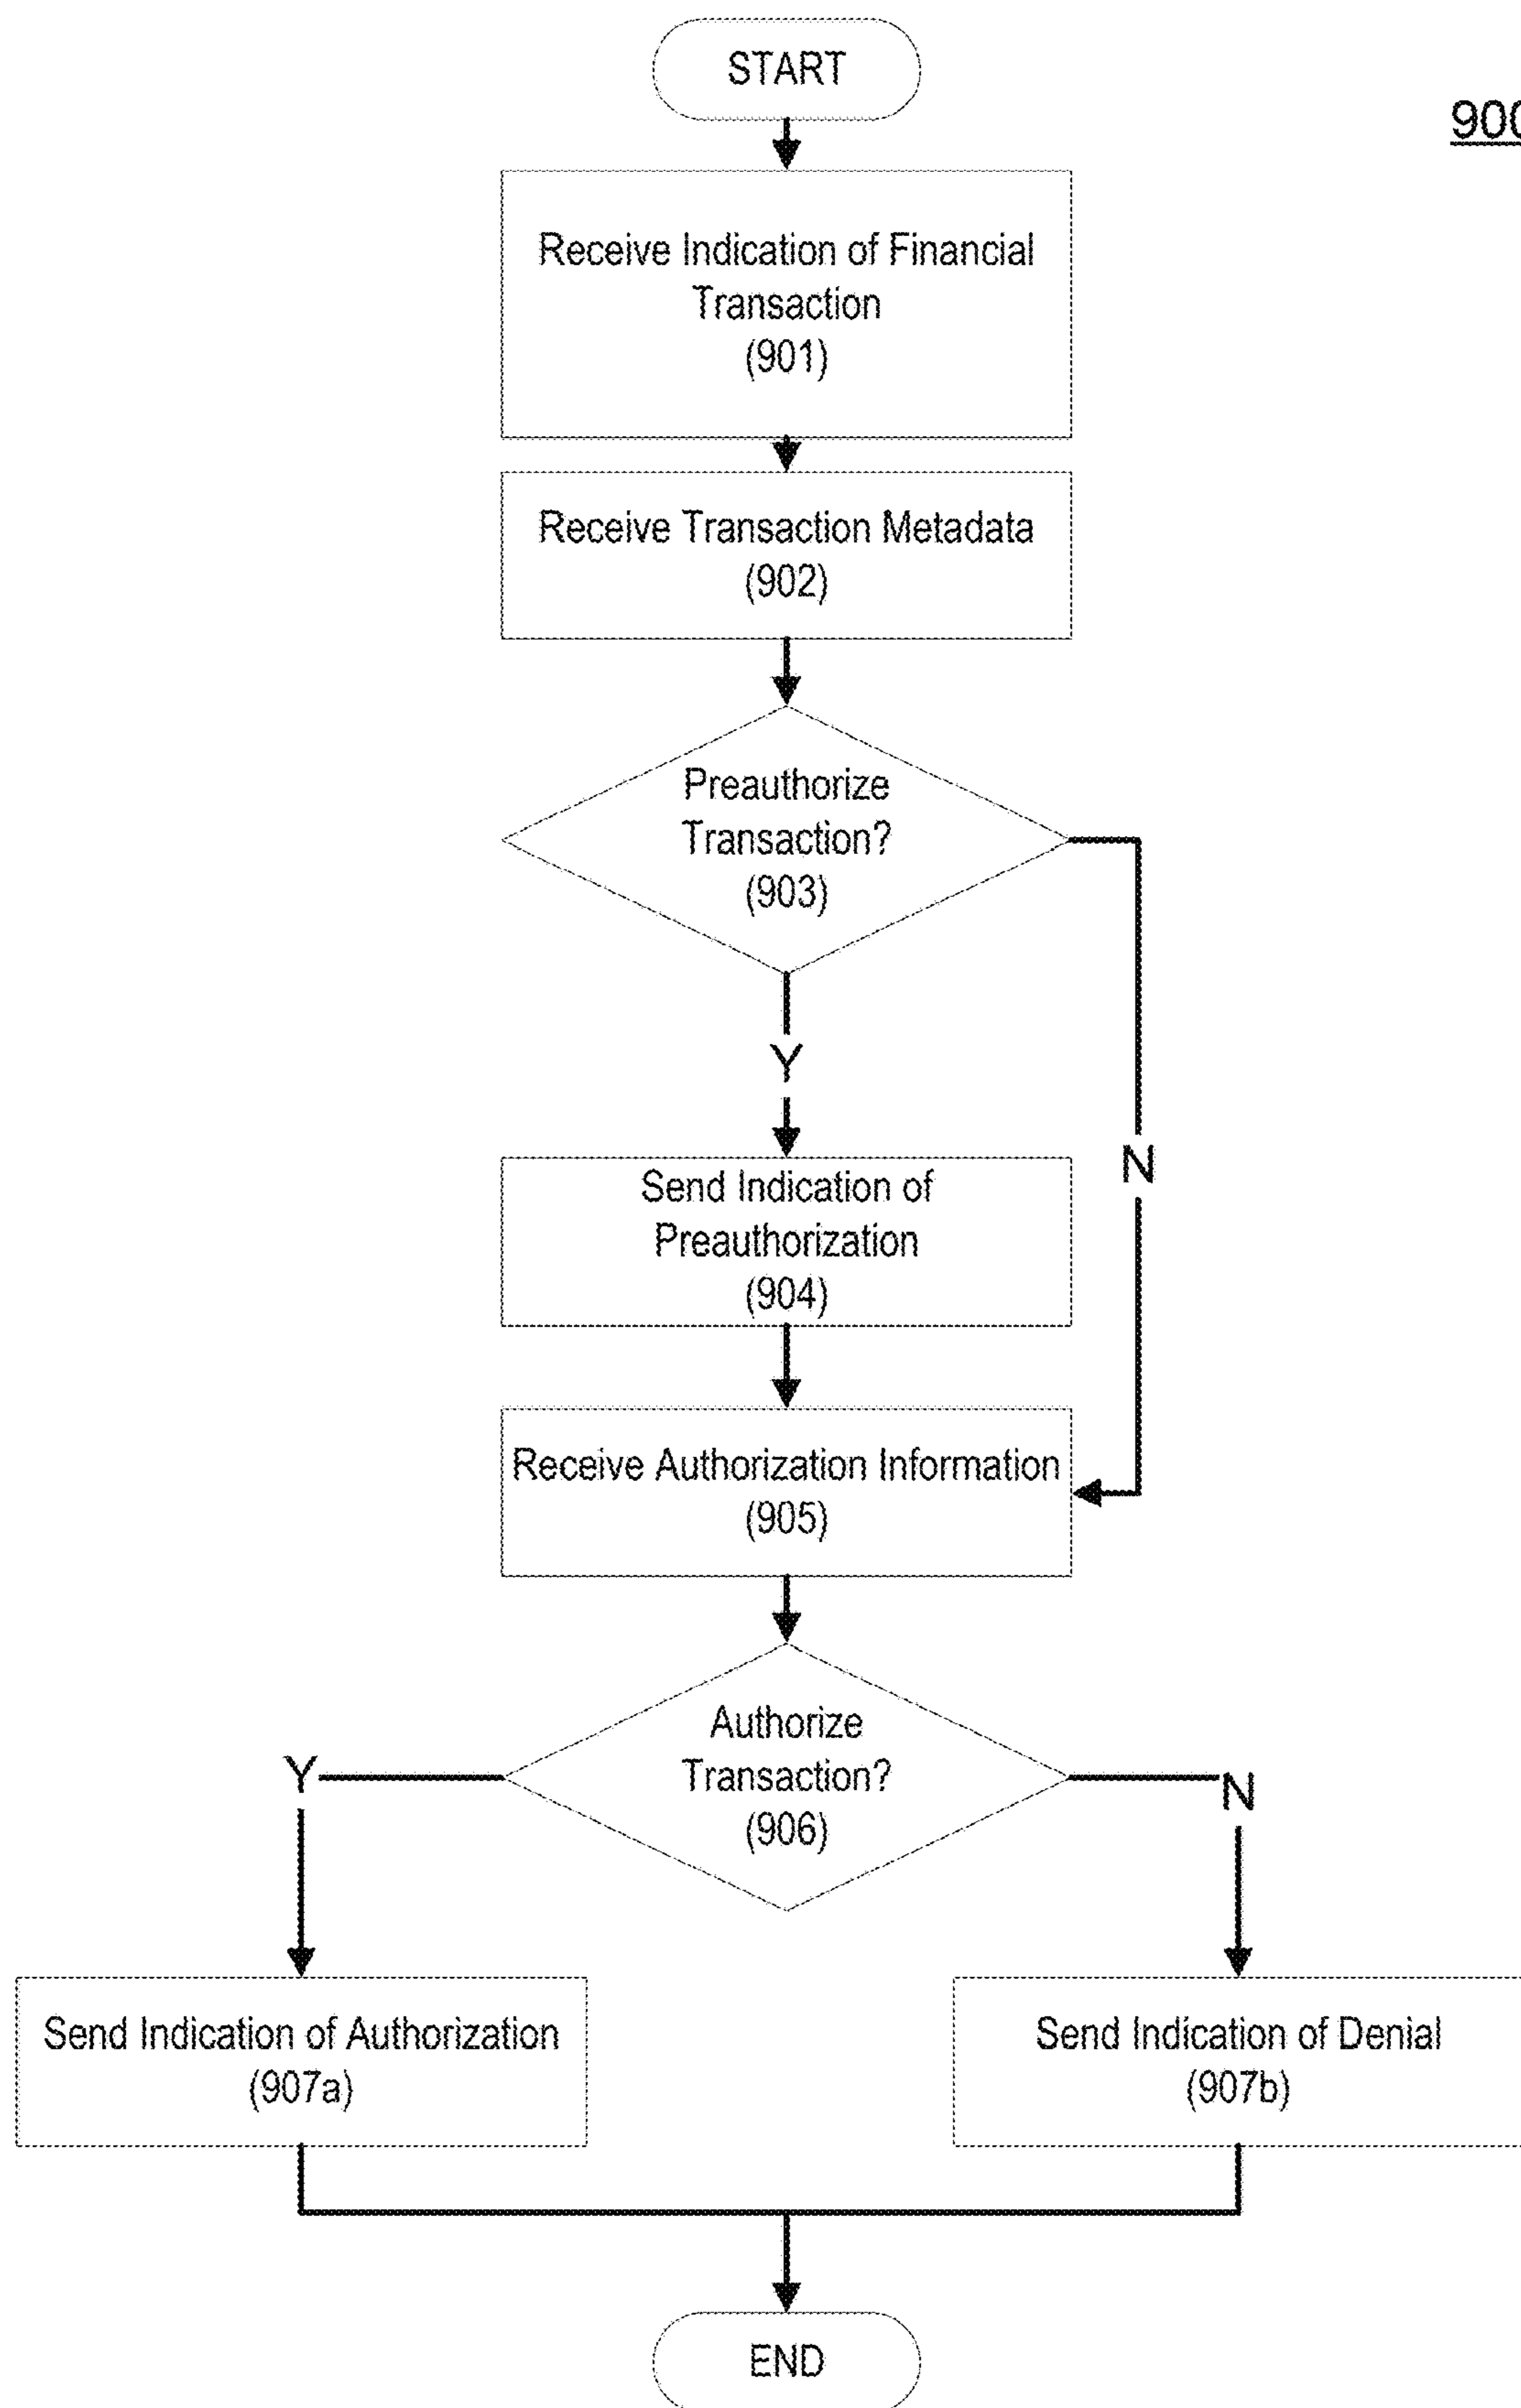 START
900
Receive Indication of Financial
Transaction
(901)
Receive Transaction Metadata
(902)
Preauthorize
Transaction?
(903)
Y
N
Send Indication of
Preauthorization
(904)
Receive Authorization Information
(905)
Authorize
Transaction?
(906)
Y
N
Send Indication of Authorization
(907a)
Send Indication of Denial
(907b)
END